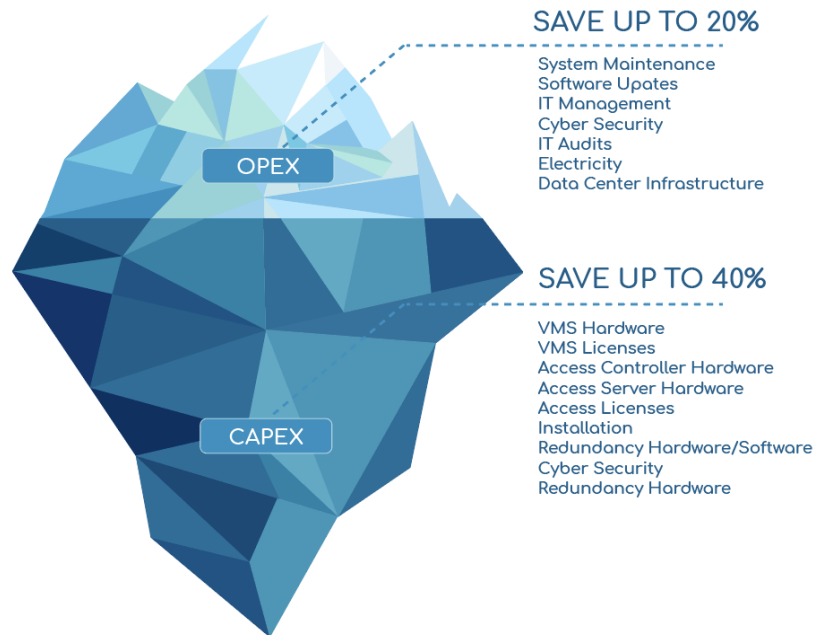 SAVE UP TO 20%
System Maintenance
Software Upates
IT Management
Cyber Security
IT Audits
Electricity
Data Center Infrastructure
OPEX
SAVE UP TO 40%
VMS Hardware
VMS Licenses
Access Controller Hardware
Access Server Hardware
Access Licenses
Installation
Redundancy Hardware/Software
Cyber Security
Redundancy Hardware
CAPEX